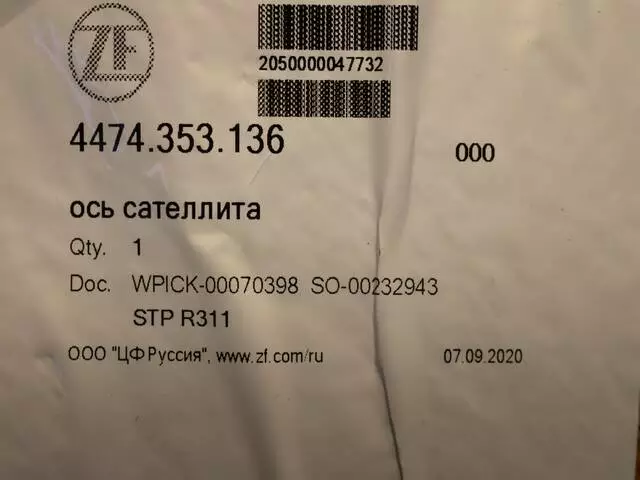 ZF
2050000047732
4474.353.136
000
ось сателлита
Qty. 1
Doc. WPICK-00070398 SO-00232943
STP R311
ООО "ЦФ Руссия", www.zf.com/ru 07.09.2020